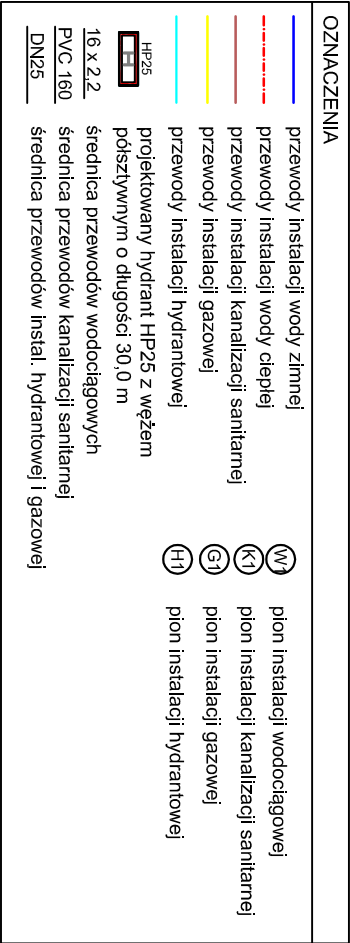 OZNACZENIA
przewody instalacji wody zimnej
przewody instalacji wody ciepłej
przewody instalacji kanalizacji sanitarnej
przewody instalacji gazowej
przewody instalacji hydrantowej
HP25
H
projektowany hydrant HP25 z wężem
półsztywnym o długości 30,0 m
16 x 2,2 średnica przewodów wodociągowych
PVC 160 średnica przewodów kanalizacji sanitarnej
DN25 średnica przewodów instal. hydrantowej i gazowej
W1 pion instalacji wodociągowej
K1 pion instalacji kanalizacji sanitarnej
G1 pion instalacji gazowej
H1 pion instalacji hydrantowej